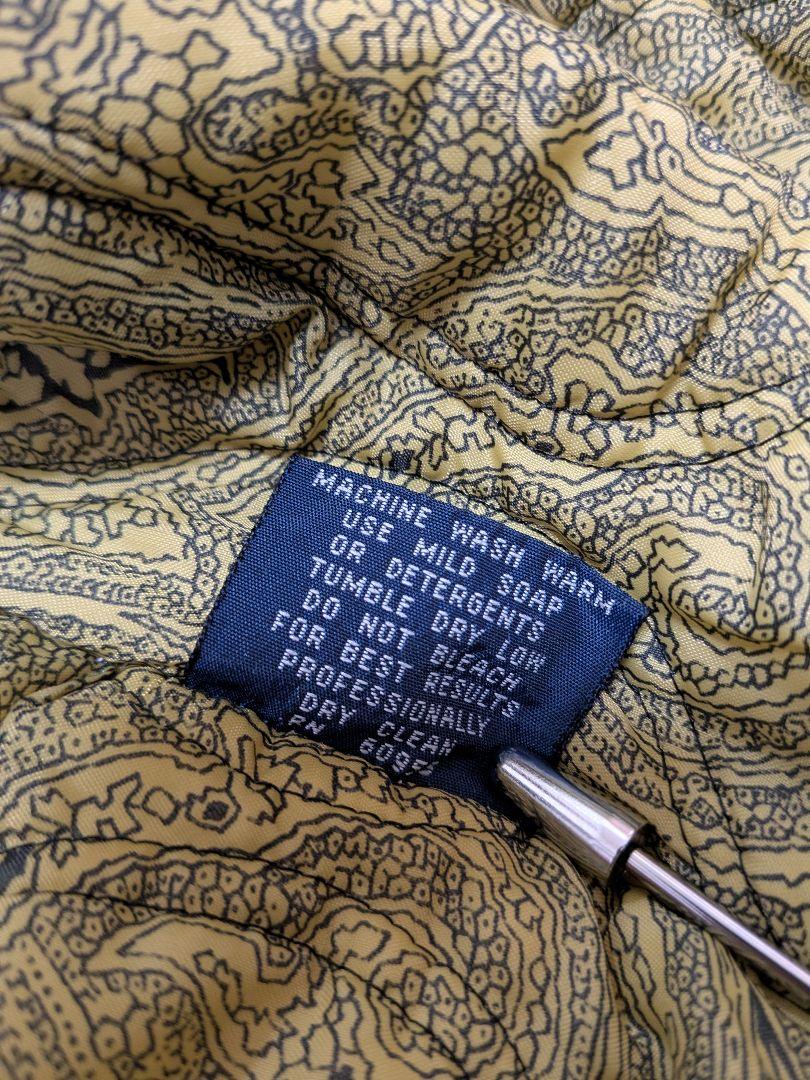 MACHINE WASH WARM
USE MILD SOAP
OR DETERGENTS
TUMBLE DRY LOW
DO NOT BLEACH
FOR BEST RESULTS
PROFESSIONALLY
DRY CLEAN